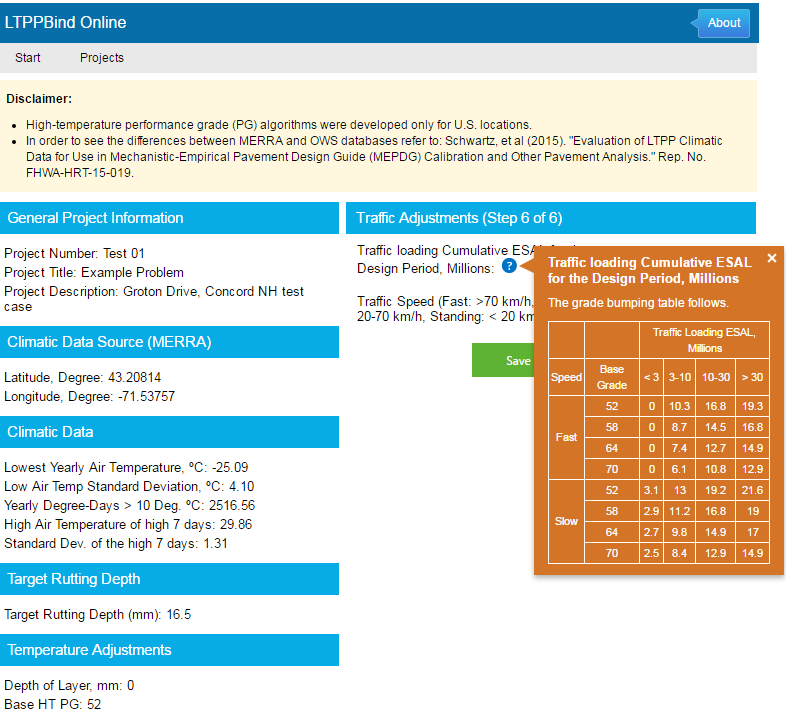 LTPPBind Online
About
Start Projects
Disclaimer:
• High-temperature performance grade (PG) algorithms were developed only for U.S. locations.
• In order to see the differences between MERRA and OWS databases refer to: Schwartz, et al (2015). "Evaluation of LTPP Climatic
Data for Use in Mechanistic-Empirical Pavement Design Guide (MEPDG) Calibration and Other Pavement Analysis." Rep. No.
FHWA-HRT-15-019.
General Project Information
Project Number: Test 01
Project Title: Example Problem
Project Description: Groton Drive, Concord NH test
case
Climatic Data Source (MERRA)
Latitude, Degree: 43.20814
Longitude, Degree: -71.53757
Climatic Data
Lowest Yearly Air Temperature, ºC: -25.09
Low Air Temp Standard Deviation, ºC: 4.10
Yearly Degree-Days > 10 Deg. ºC: 2516.56
High Air Temperature of high 7 days: 29.86
Standard Dev. of the high 7 days: 1.31
Target Rutting Depth
Target Rutting Depth (mm): 16.5
Temperature Adjustments
Depth of Layer, mm: 0
Base HT PG: 52
Traffic Adjustments (Step 6 of 6)
Traffic loading Cumulative
Design Period, Millions: ?
Traffic Speed (Fast: >70 km/h,
20-70 km/h, Standing: < 20
Save
Traffic loading Cumulative ESAL ×
for the Design Period, Millions
The grade bumping table follows.
Traffic Loading ESAL,
Millions
Speed Base Grade < 3 3-10 10-30 > 30
Fast 52 0 10.3 16.8 19.3
58 0 8.7 14.5 16.8
64 0 7.4 12.7 14.9
70 0 6.1 10.8 12.9
Slow 52 3.1 13 19.2 21.6
58 2.9 11.2 16.8 19
64 2.7 9.8 14.9 17
70 2.5 8.4 12.9 14.9